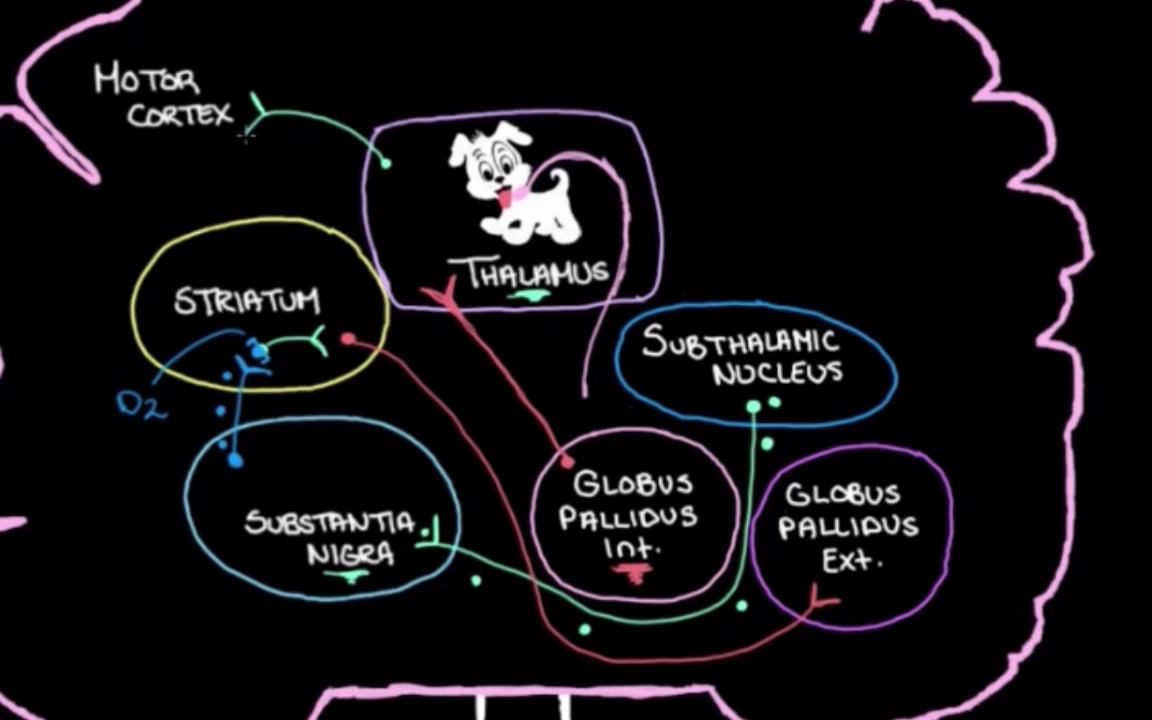 MOTOR
CORTEX
THALAMUS
STRIATUM
D2
SUBTHALAMIC
NUCLEUS
SUBSTANTIA
NIGRA
GLOBUS
PALLIDUS
Int.
GLOBUS
PALLIDUS
Ext.